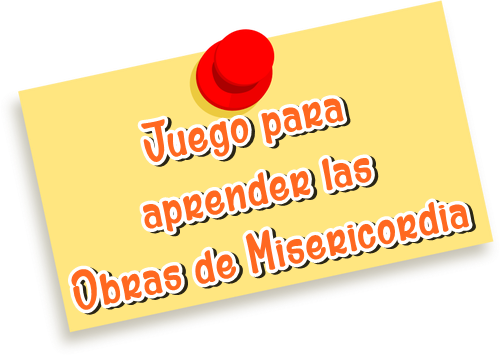 Juego para
aprender las
Obras de Misericordia